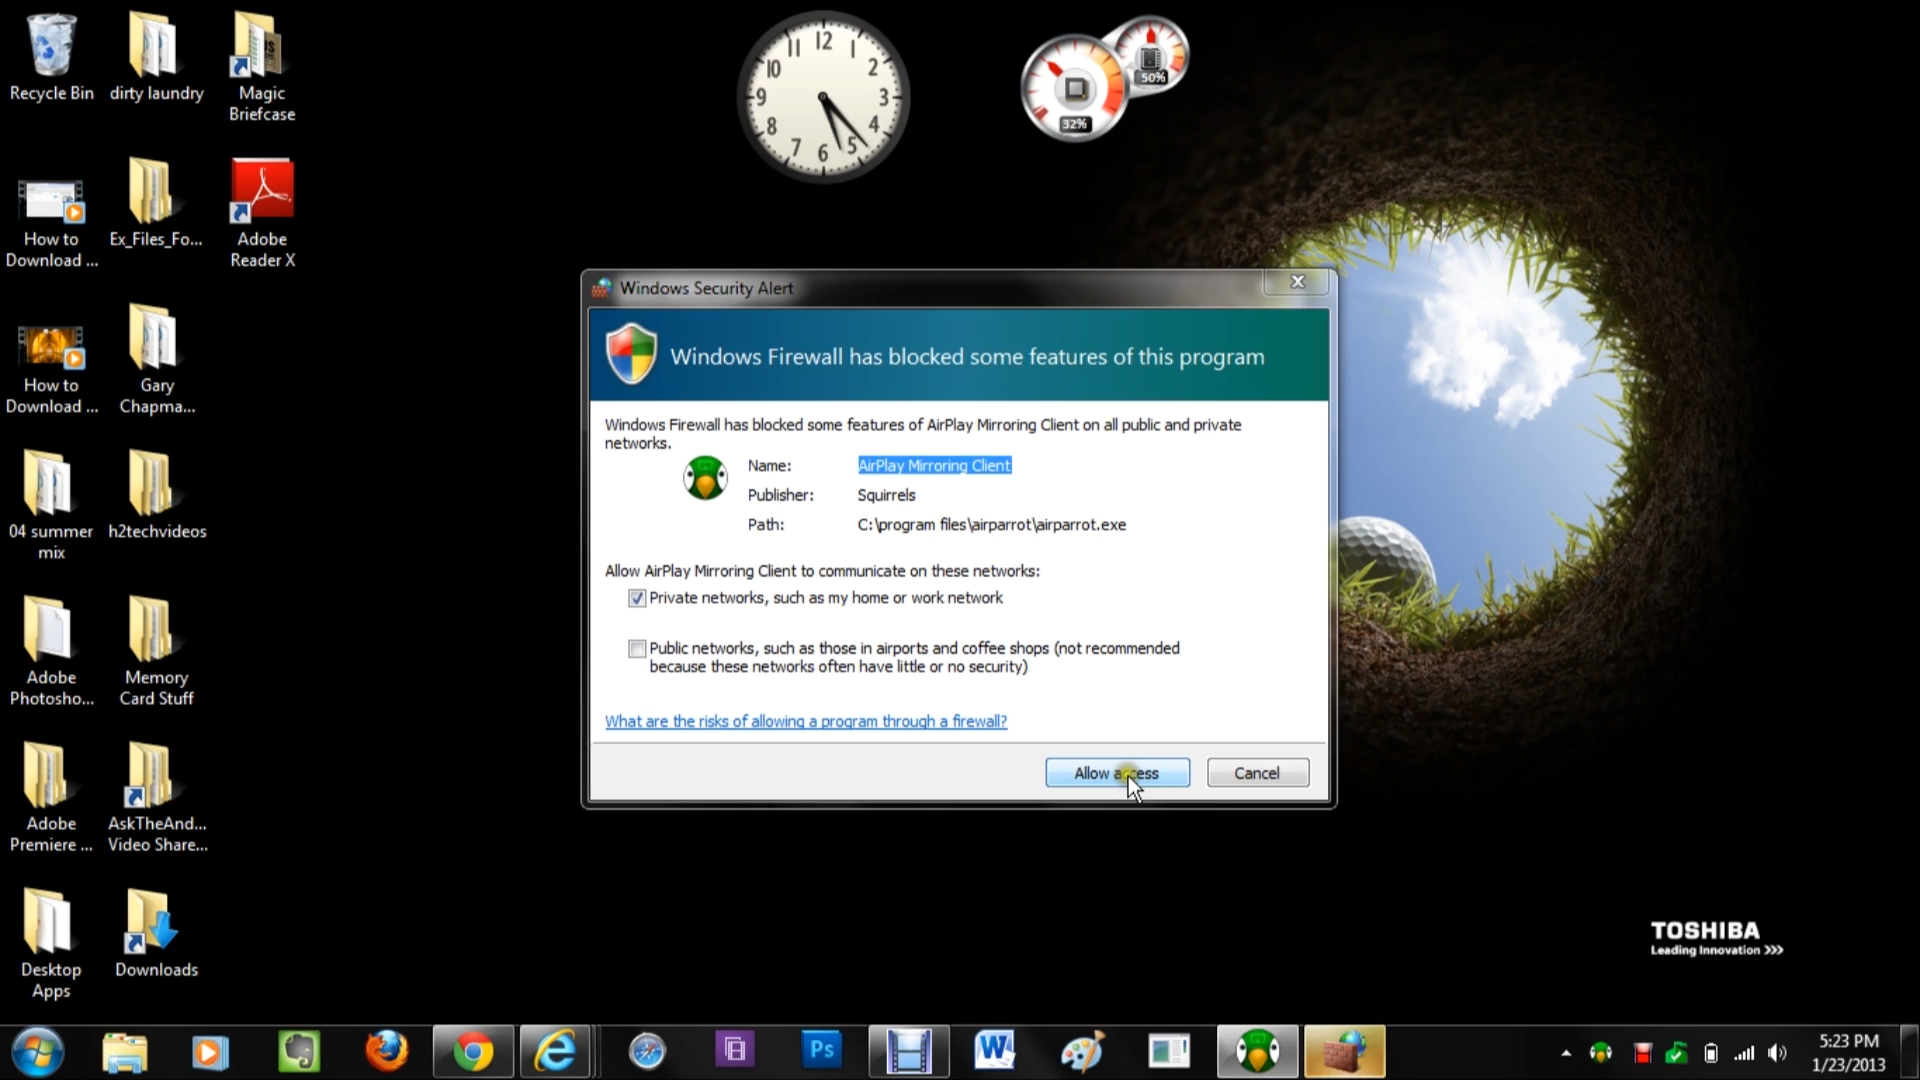 Recycle Bin
dirty laundry
Magic
Briefcase
How to
Download ...
Ex_Files_Fo...
Adobe
Reader X
How to
Download ...
Gary
Chapma...
04 summer
mix
h2techvideos
Adobe
Photosho...
Memory
Card Stuff
Adobe
Premiere ...
AskTheAnd...
Video Share...
Desktop
Apps
Downloads
12
1
2
3
4
5
6
7
8
9
10
11
32%
50%
Windows Security Alert
Windows Firewall has blocked some features of this program
Windows Firewall has blocked some features of AirPlay Mirroring Client on all public and private
networks.
Name: AirPlay Mirroring Client
Publisher: Squirrels
Path: C:\program files\airparrot\airparrot.exe
Allow AirPlay Mirroring Client to communicate on these networks:
Private networks, such as my home or work network
Public networks, such as those in airports and coffee shops (not recommended
because these networks often have little or no security)
What are the risks of allowing a program through a firewall?
Allow access
Cancel
TOSHIBA
Leading Innovation >>>
Ps
W
5:23 PM
1/23/2013